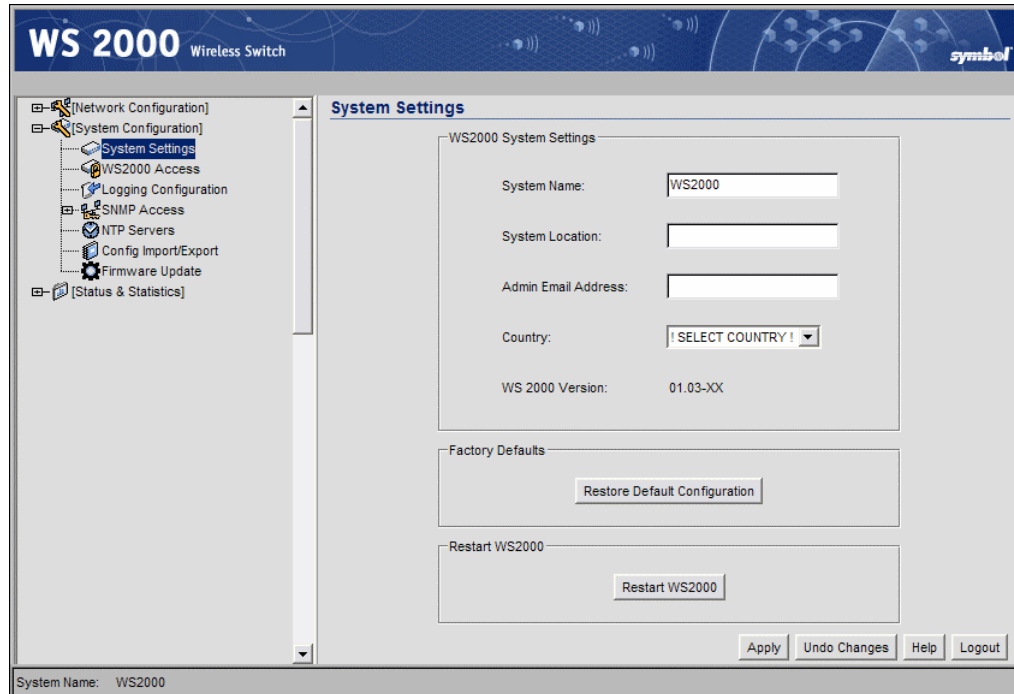 WS 2000 Wireless Switch
symbol
[Network Configuration]
[System Configuration]
System Settings
WS2000 Access
Logging Configuration
SNMP Access
NTP Servers
Config Import/Export
Firmware Update
[Status & Statistics]
System Settings
WS2000 System Settings
System Name: WS2000
System Location:
Admin Email Address:
Country: ! SELECT COUNTRY !
WS 2000 Version: 01.03-XX
Factory Defaults
Restore Default Configuration
Restart WS2000
Restart WS2000
Apply Undo Changes Help Logout
System Name: WS2000